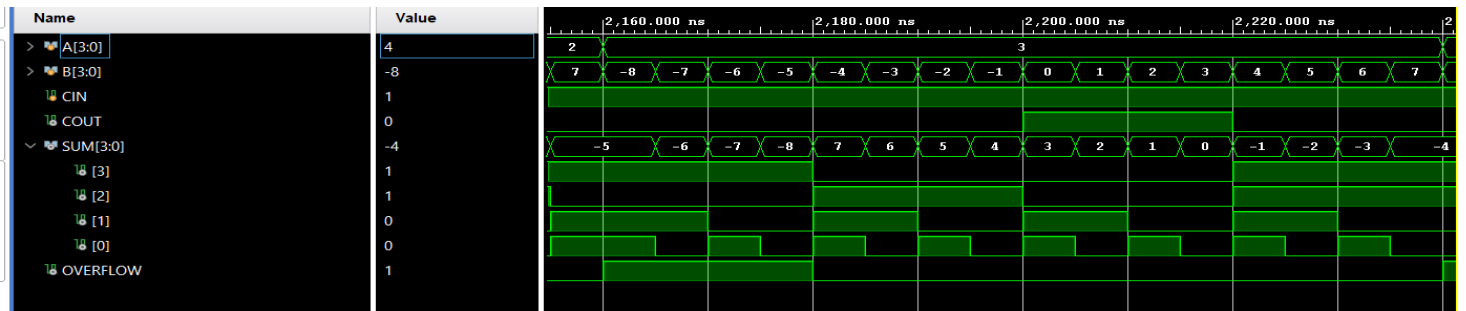 Name Value 2,160.000 ns 2,180.000 ns 2,200.000 ns 2,220.000 ns 2
A[3:0] 4 2 3
B[3:0] -8 7 -8 -7 -6 -5 -4 -3 -2 -1 0 1 2 3 4 5 6 7
CIN 1
COUT 0
SUM[3:0] -4 -5 -6 -7 -8 7 6 5 4 3 2 1 0 -1 -2 -3 -4
[3] 1
[2] 1
[1] 0
[0] 0
OVERFLOW 1